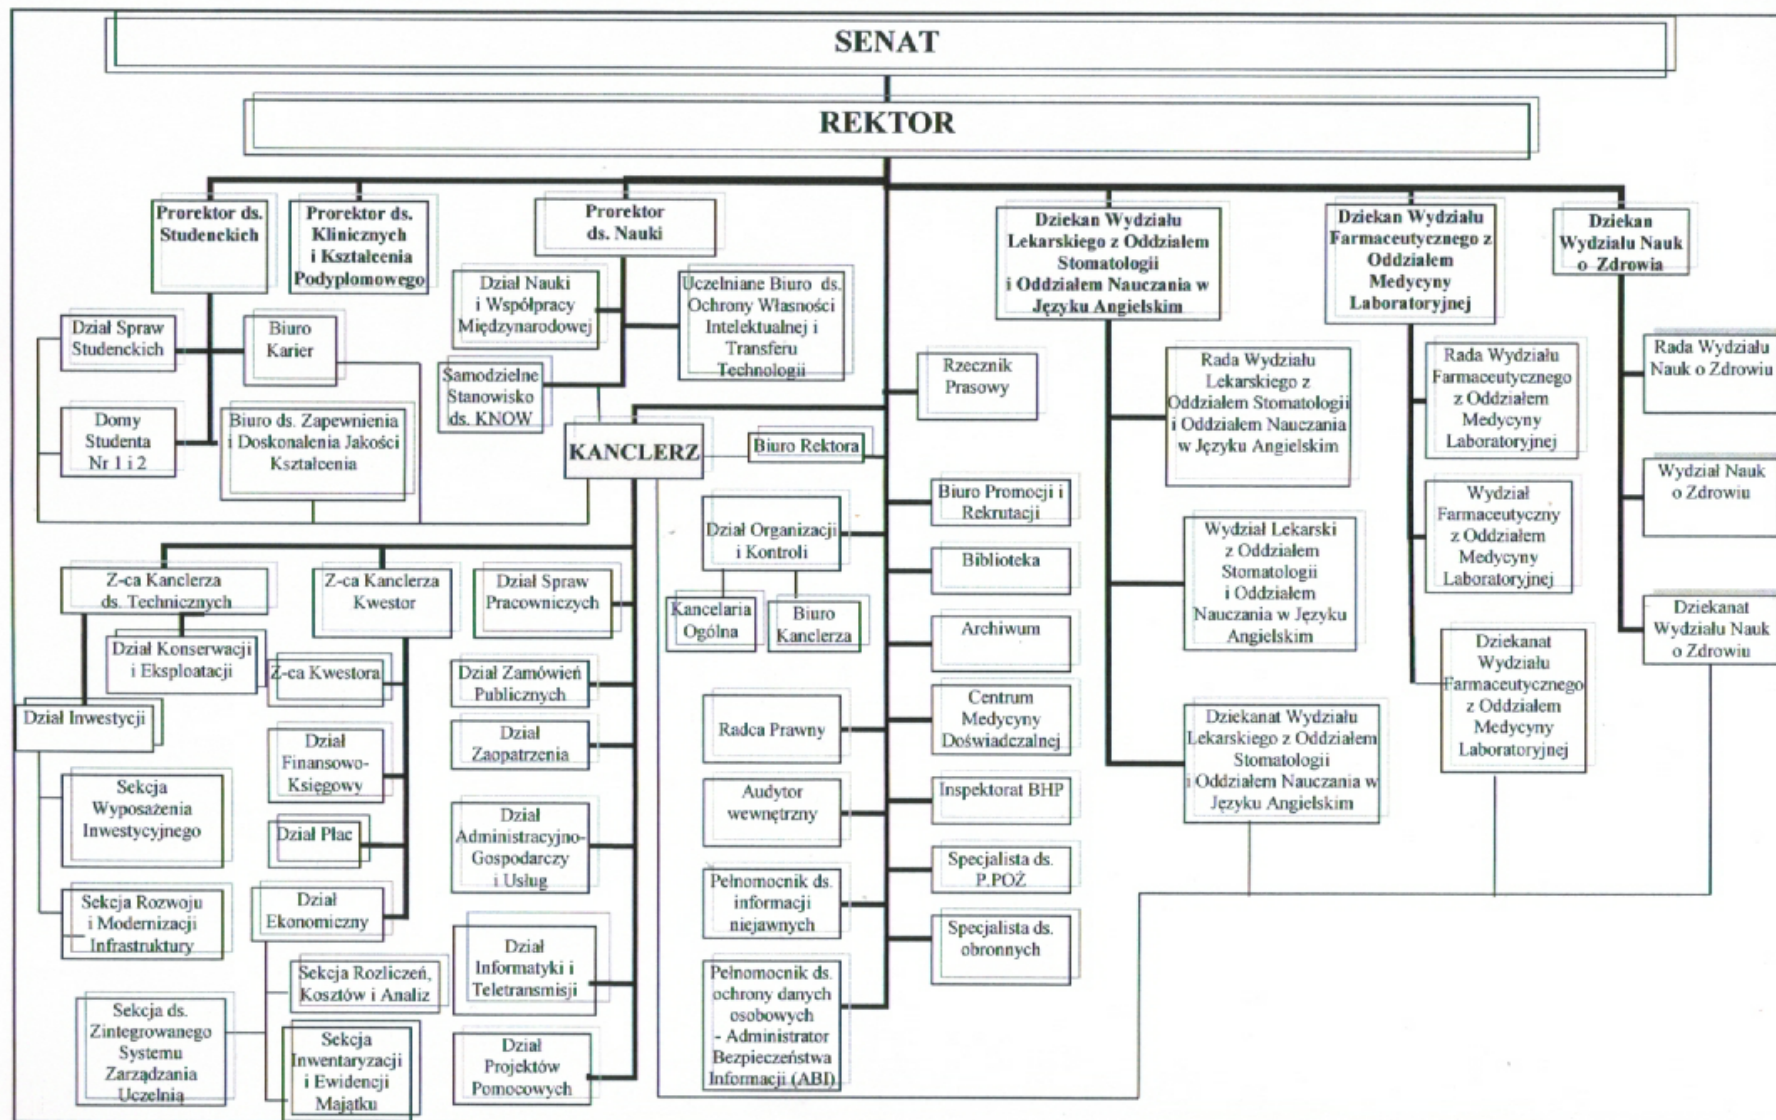 SENAT
REKTOR
Prorektor ds.
Studenckich
Prorektor ds.
Klinicznych
i Kształcenia
Podyplomowego
Prorektor
ds. Nauki
Dziekan Wydziału
Lekarskiego z Oddziałem
Stomatologii
i Oddziałem Nauczania w
Języku Angielskim
Dziekan Wydziału
Farmaceutycznego z
Oddziałem
Medycyny
Laboratoryjnej
Dziekan
Wydziału Nauk
o Zdrowia
Dział Spraw
Studenckich
Biuro
Karier
Domy
Studenta
Nr 1 i 2
Biuro ds. Zapewnienia
i Doskonalenia Jakości
Kształcenia
Dział Nauki
i Współpracy
Międzynarodowej
Uczelniane Biuro ds.
Ochrony Własności
Intelektualnej i
Transferu
Technologii
Samodzielne
Stanowisko
ds. KNOW
KANCLERZ
Rzecznik
Prasowy
Biuro Rektora
Biuro Promocji i
Rekrutacji
Dział Organizacji
i Kontroli
Kancelaria
Ogólna
Biuro
Kanclerza
Biblioteka
Archiwum
Centrum
Medycyny
Doświadczalnej
Radca Prawny
Audytor
wewnętrzny
Inspektorat BHP
Specjalista ds.
P.POŻ
Pełnomocnik ds.
informacji
niejawnych
Specjalista ds.
obronnych
Pełnomocnik ds.
ochrony danych
osobowych
- Administrator
Bezpieczeństwa
Informacji (ABI)
Rada Wydziału
Lekarskiego z
Oddziałem Stomatologii
i Oddziałem Nauczania
w Języku Angielskim
Wydział Lekarski
z Oddziałem
Stomatologii
i Oddziałem
Nauczania w Języku
Angielskim
Dziekanat Wydziału
Lekarskiego z Oddziałem
Stomatologii
i Oddziałem Nauczania w
Języku Angielskim
Rada Wydziału
Farmaceutycznego
z Oddziałem
Medycyny
Laboratoryjnej
Wydział
Farmaceutyczny
z Oddziałem
Medycyny
Laboratoryjnej
Dziekanat
Wydziału
Farmaceutycznego
z Oddziałem
Medycyny
Laboratoryjnej
Rada Wydziału
Nauk o Zdrowiu
Wydział Nauk
o Zdrowiu
Dziekanat
Wydziału Nauk
o Zdrowiu
Z-ca Kanclerza
ds. Technicznych
Dział Konserwacji
i Eksploatacji
Dział Inwestycji
Sekcja
Wyposażenia
Inwestycyjnego
Sekcja Rozwoju
i Modernizacji
Infrastruktury
Z-ca Kanclerza
Kwestor
Z-ca Kwestora
Dział
Finansowo-
Księgowy
Dział Płac
Dział
Ekonomiczny
Sekcja Rozliczeń,
Kosztów i Analiz
Sekcja ds.
Zintegrowanego
Systemu
Zarządzania
Uczelnią
Sekcja
Inwentaryzacji
i Ewidencji
Majątku
Dział Spraw
Pracowniczych
Dział Zamówień
Publicznych
Dział
Zaopatrzenia
Dział
Administracyjno-
Gospodarczy
i Usług
Dział
Informatyki i
Teletransmisji
Dział
Projektów
Pomocowych